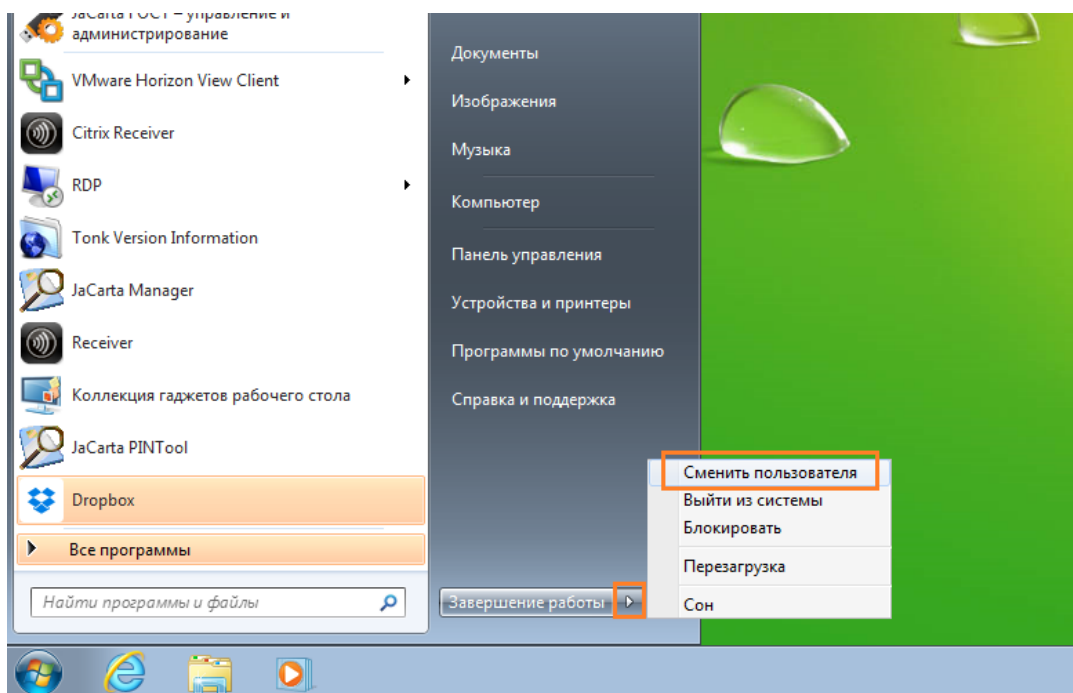 JaCarta ГОСТ – управление и
администрирование
VMware Horizon View Client
Citrix Receiver
RDP
Tonk Version Information
JaCarta Manager
Receiver
Коллекция гаджетов рабочего стола
JaCarta PINTool
Dropbox
Все программы
Найти программы и файлы
Документы
Изображения
Музыка
Компьютер
Панель управления
Устройства и принтеры
Программы по умолчанию
Справка и поддержка
Завершение работы
Сменить пользователя
Выйти из системы
Блокировать
Перезагрузка
Сон